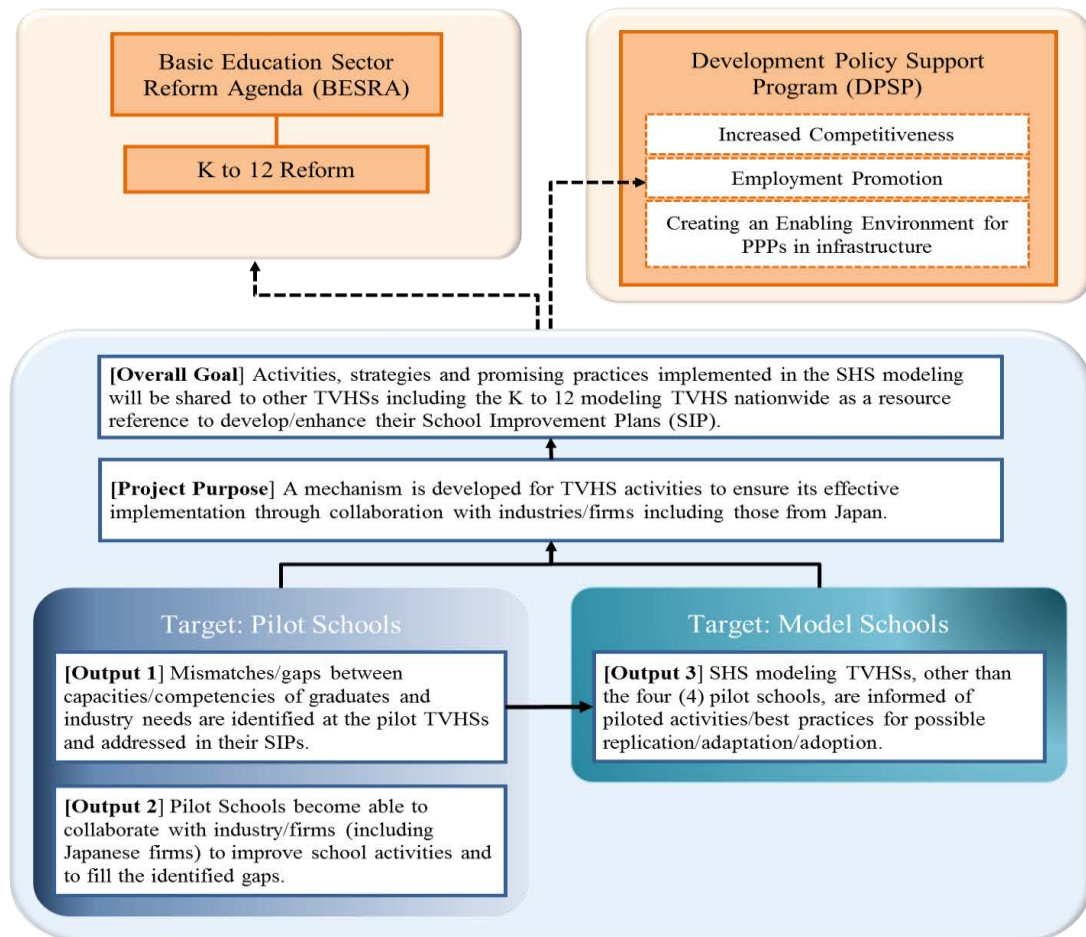 Basic Education Sector
Reform Agenda (BESRA)
K to 12 Reform
Development Policy Support
Program (DPSP)
Increased Competitiveness
Employment Promotion
Creating an Enabling Environment for
PPPs in infrastructure
[Overall Goal] Activities, strategies and promising practices implemented in the SHS modeling
will be shared to other TVHSs including the K to 12 modeling TVHS nationwide as a resource
reference to develop/enhance their School Improvement Plans (SIP).
[Project Purpose] A mechanism is developed for TVHS activities to ensure its effective
implementation through collaboration with industries/firms including those from Japan.
Target: Pilot Schools
[Output 1] Mismatches/gaps between
capacities/competencies of graduates and
industry needs are identified at the pilot TVHSs
and addressed in their SIPs.
[Output 2] Pilot Schools become able to
collaborate with industry/firms (including
Japanese firms) to improve school activities and
to fill the identified gaps.
Target: Model Schools
[Output 3] SHS modeling TVHSs, other than
the four (4) pilot schools, are informed of
piloted activities/best practices for possible
replication/adaptation/adoption.